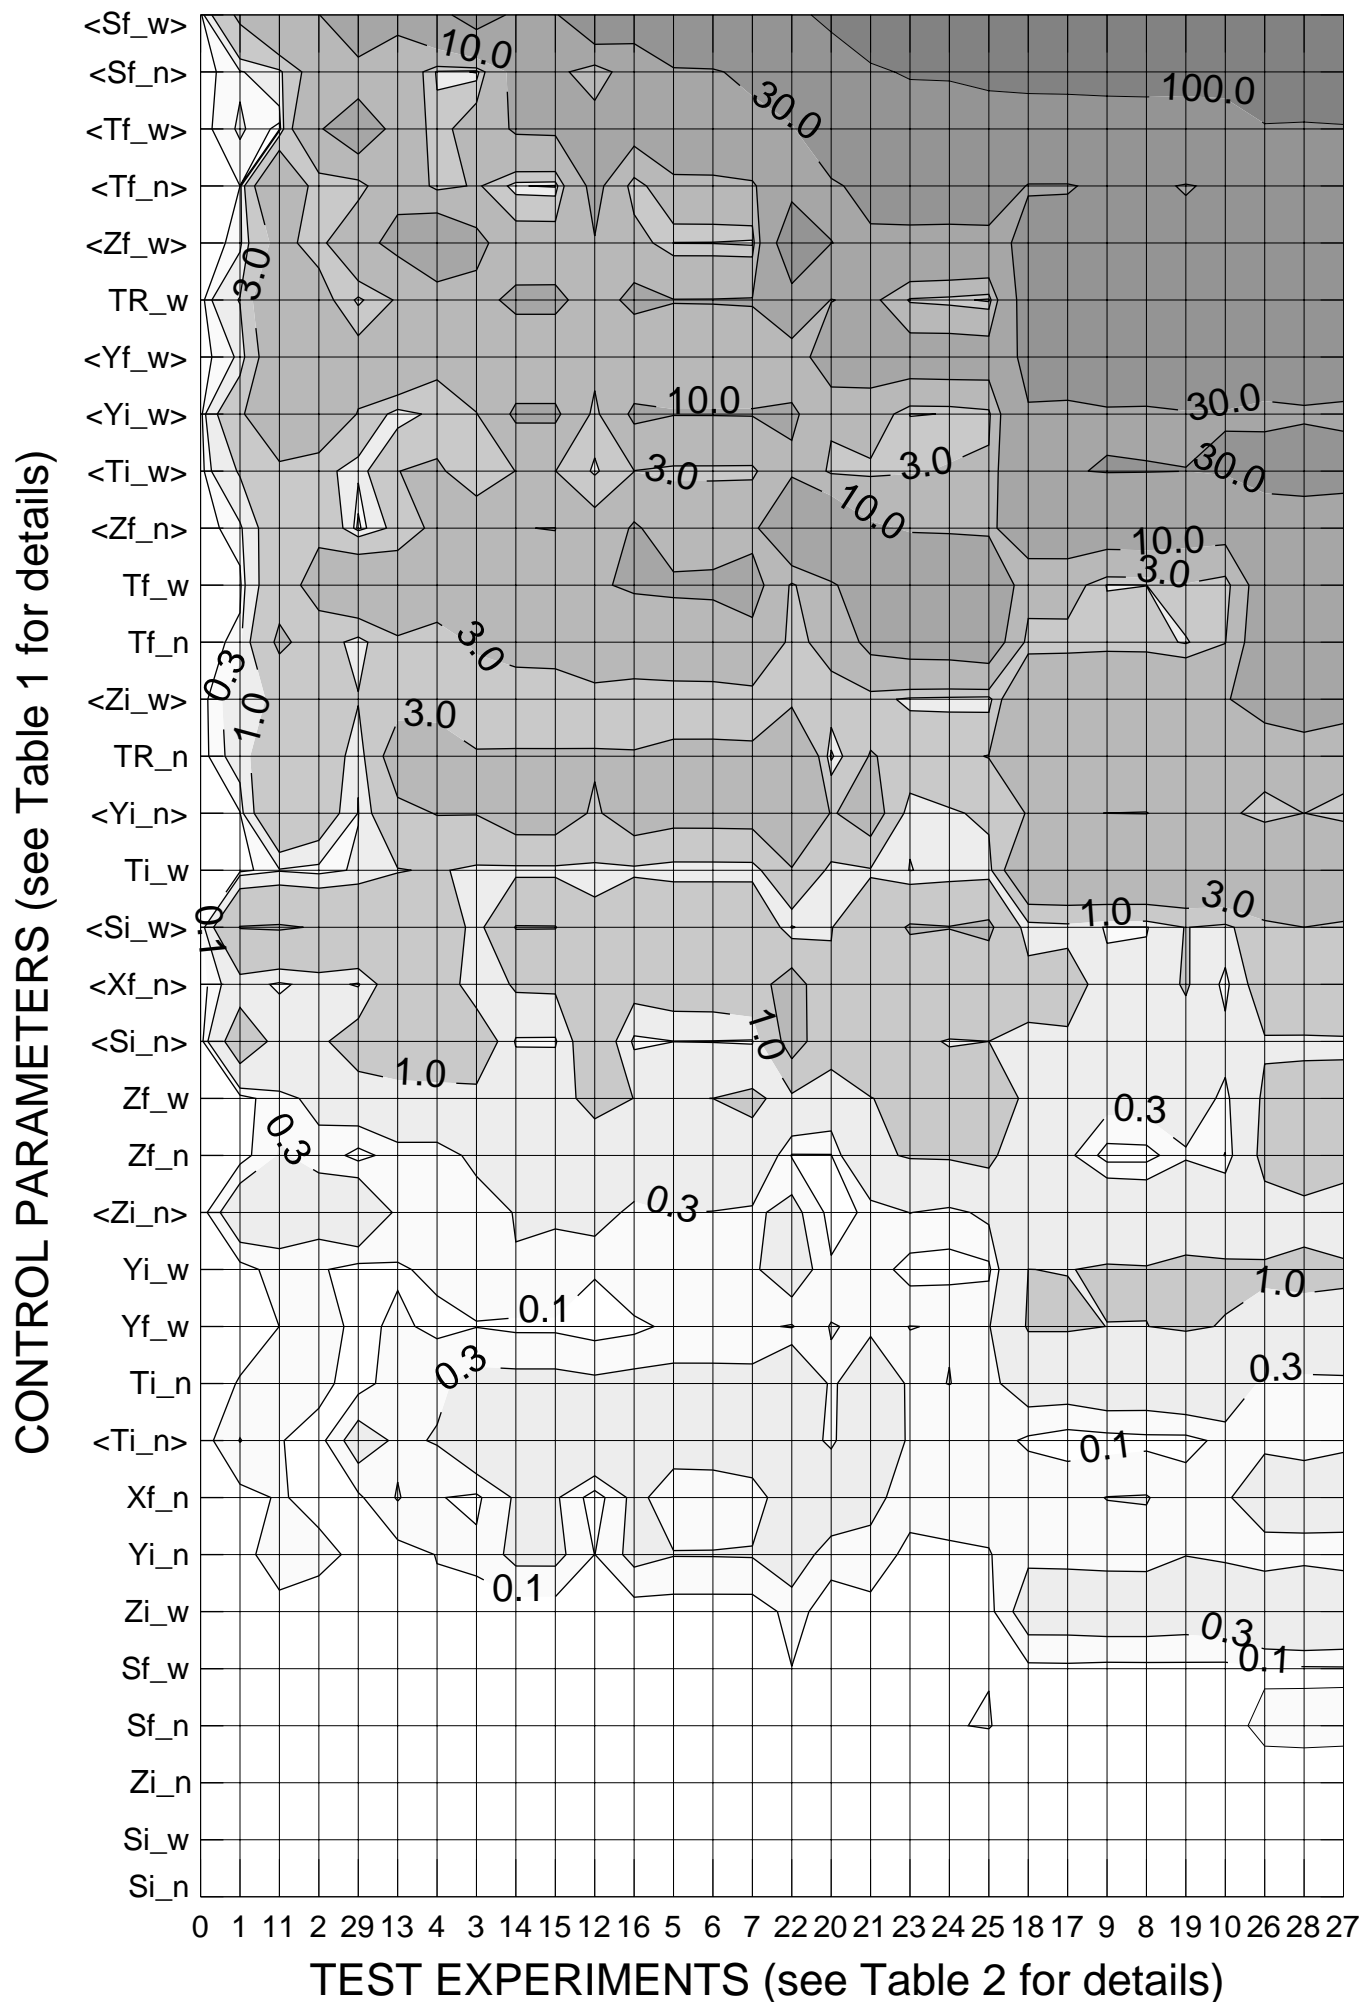 <Sf_w>
<Sf_n>
<Tf_w>
<Tf_n>
<Zf_w>
TR_w
<Yf_w>
<Yi_w>
<Ti_w>
<Zf_n>
Tf_w
Tf_n
<Zi_w>
TR_n
<Yi_n>
Ti_w
<Si_w>
<Xf_n>
<Si_n>
Zf_w
Zf_n
<Zi_n>
Yi_w
Yf_w
Ti_n
<Ti_n>
Xf_n
Yi_n
Zi_w
Sf_w
Sf_n
Zi_n
Si_w
Si_n
CONTROL PARAMETERS (see Table 1 for details)
10.0
100.0
30.0
3.0
10.0
30.0
3.0
3.0
30.0
10.0
10.0
3.0
3.0
0.3
1.0
3.0
3.0
1.0
1.0
0.1
1.0
1.0
0.3
0.3
0.3
1.0
0.1
0.3
0.3
0.1
0.1
0.3
0.1
0 1 11 2 29 13 4 3 14 15 12 16 5 6 7 22 20 21 23 24 25 18 17 9 8 19 10 26 28 27
TEST EXPERIMENTS (see Table 2 for details)